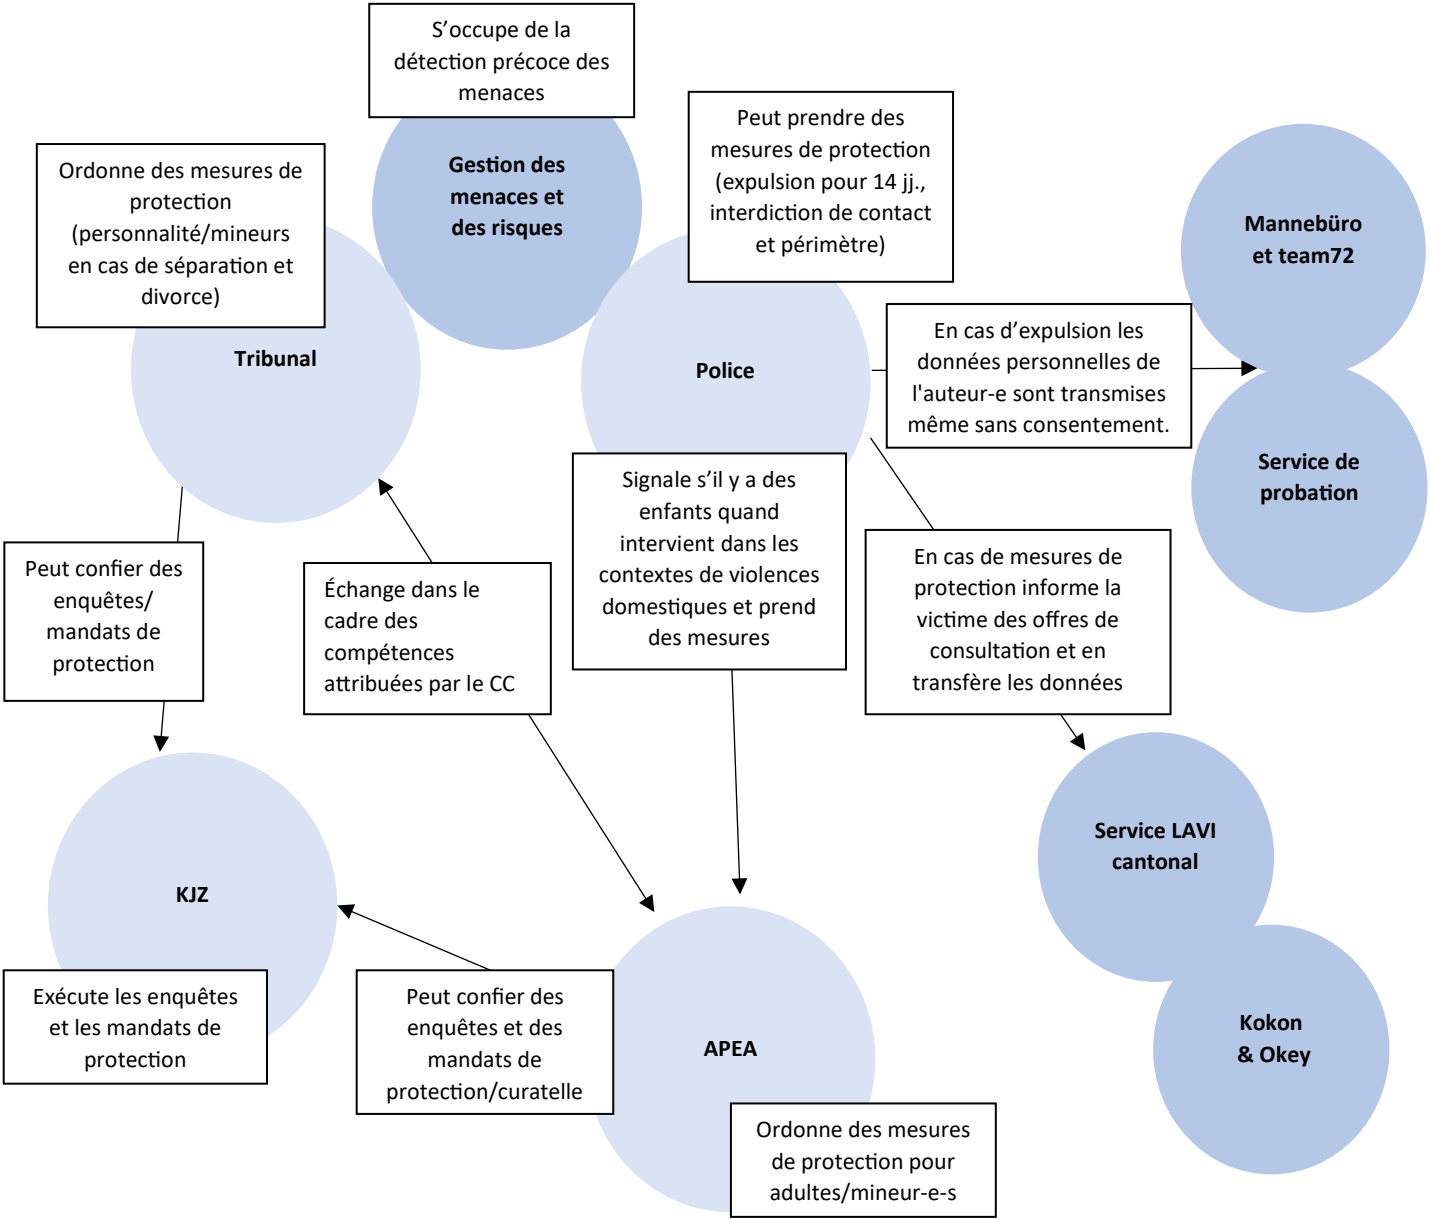 S’occupe de la
détection précoce des
menaces
Gestion des
menaces et
des risques
Peut prendre des
mesures de protection
(expulsion pour 14 jj.,
interdiction de contact
et périmètre)
Ordonne des mesures de
protection
(personnalité/mineurs
en cas de séparation et
divorce)
Tribunal
Police
Mannebüro
et team72
En cas d’expulsion les
données personnelles de
l'auteur-e sont transmises
même sans consentement.
Service de
probation
Signale s’il y a des
enfants quand
intervient dans les
contextes de violences
domestiques et prend
des mesures
Peut confier des
enquêtes/
mandats de
protection
Échange dans le
cadre des
compétences
attribuées par le CC
En cas de mesures de
protection informe la
victime des offres de
consultation et en
transfère les données
Service LAVI
cantonal
KJZ
Exécute les enquêtes
et les mandats de
protection
Peut confier des
enquêtes et des
mandats de
protection/curatelle
APEA
Kokon
& Okey
Ordonne des mesures
de protection pour
adultes/mineur-e-s